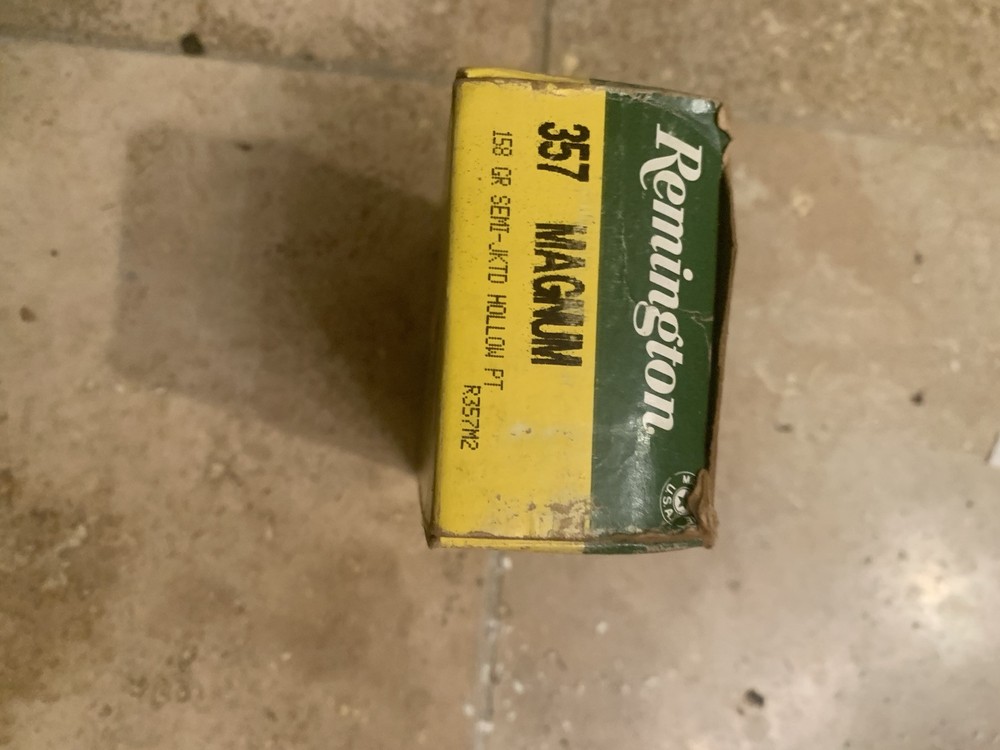 Remington
U.S.A.
357 MAGNUM
158 GR SEMI-JKTD HOLLOW PT
R357M2